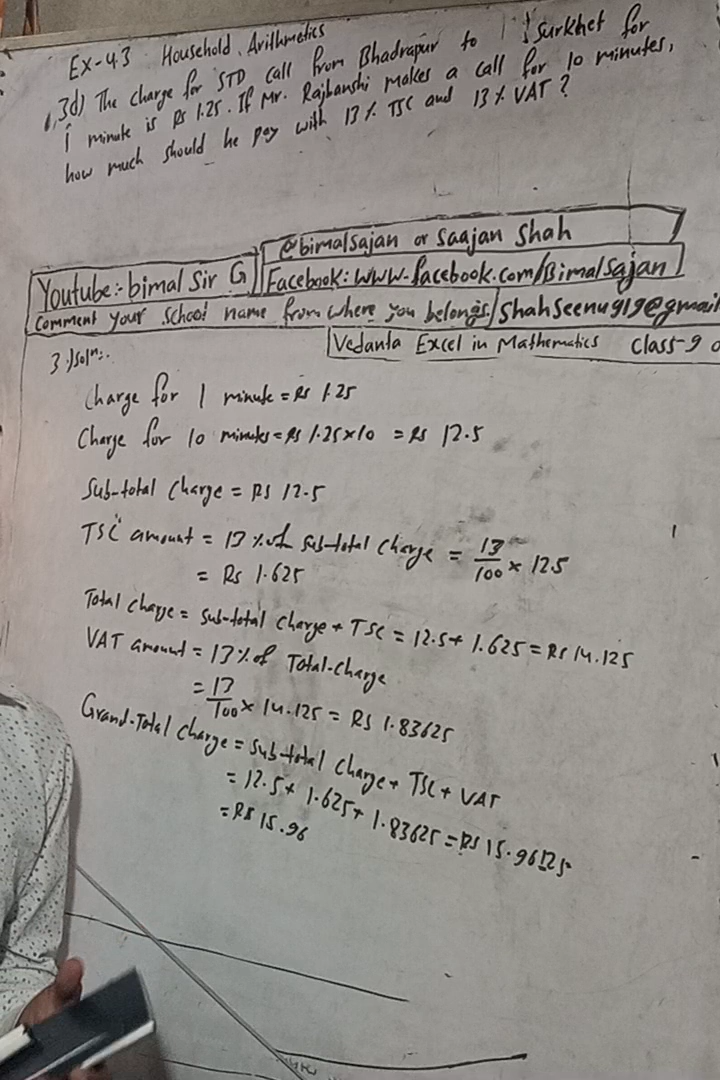 Ex-4.3 Household Arithmetics
3d) The charge for STD call from Bhadrapur to Surkhet for
1 minute is Rs 1.25. If Mr. Rajbanshi makes a call for 10 minutes,
how much should he pay with 13% TSC and 13% VAT?
@bimalsajan or Saajan Shah
Youtube:- bimal Sir G
Facebook: www.facebook.com/Bimalsajan
Comment your School name from where you belongs/shahseenu919@gmail
Vedanta Excel in Mathematics Class-9
3.)Soln:-
Charge for 1 minute = Rs 1.25
Charge for 10 minutes = Rs 1.25×10 = Rs 12.5
Sub-total Charge = Rs 12.5
TSC amount = 13% of Sub-total Charge = 13/100 × 12.5
= Rs 1.625
Total charge = Sub-total Charge + TSC = 12.5 + 1.625 = Rs 14.125
VAT amount = 13% of Total-Charge
= 13/100 × 14.125 = Rs 1.83625
Grand-Total Charge = Sub-total Charge + TSC + VAT
= 12.5 + 1.625 + 1.83625 = Rs 15.96125
= Rs 15.96